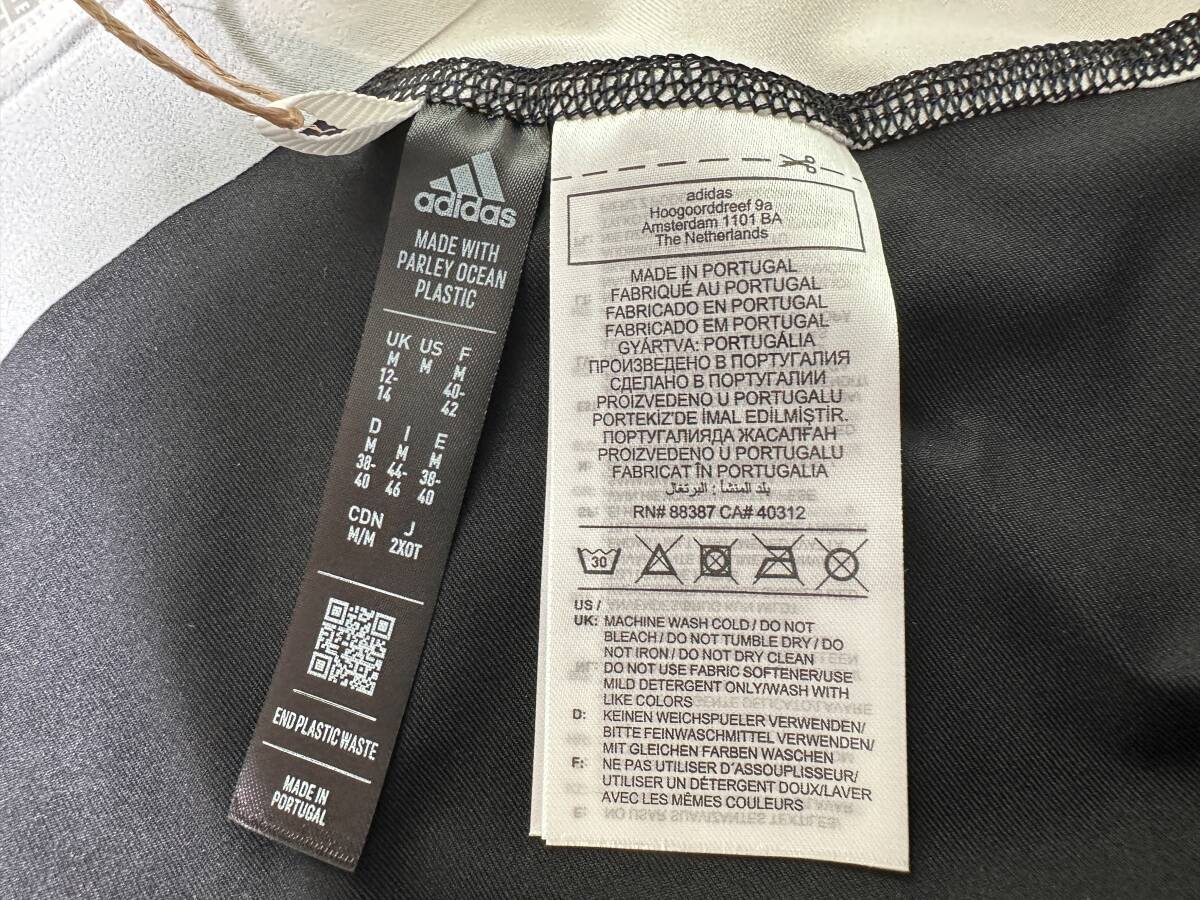 adidas
MADE WITH
PARLEY OCEAN
PLASTIC
UK US F
M M M
12- 40-
14 42
D I E
M M M
38- 44- 38-
40 46 40
CDN J
M/M 2XOT
END PLASTIC WASTE
MADE IN
PORTUGAL
adidas
Hoogoorddreef 9a
Amsterdam 1101 BA
The Netherlands
MADE IN PORTUGAL
FABRIQUÉ AU PORTUGAL
FABRICADO EN PORTUGAL
FABRICADO EM PORTUGAL
GYÁRTVA: PORTUGÁLIA
ПРОИЗВЕДЕНО В ПОРТУГАЛИЯ
СДЕЛАНО В ПОРТУГАЛИИ
PROIZVEDENO U PORTUGALU
PORTEKİZ'DE İMAL EDİLMİŞTİR.
ПОРТУГАЛИЯДА ЖАСАЛҒАН
PROIZVEDENO U PORTUGALU
FABRICAT ÎN PORTUGALIA
بلد المنشأ : البرتغال
RN# 88387 CA# 40312
30
US /
UK: MACHINE WASH COLD / DO NOT
BLEACH / DO NOT TUMBLE DRY / DO
NOT IRON / DO NOT DRY CLEAN
DO NOT USE FABRIC SOFTENER/USE
MILD DETERGENT ONLY/WASH WITH
LIKE COLORS
D: KEINEN WEICHSPUELER VERWENDEN/
BITTE FEINWASCHMITTEL VERWENDEN/
MIT GLEICHEN FARBEN WASCHEN
F: NE PAS UTILISER D'ASSOUPLISSEUR/
UTILISER UN DÉTERGENT DOUX/LAVER
AVEC LES MÊMES COULEURS
E: NO USAR SUAVIZANTES TEXTILES/